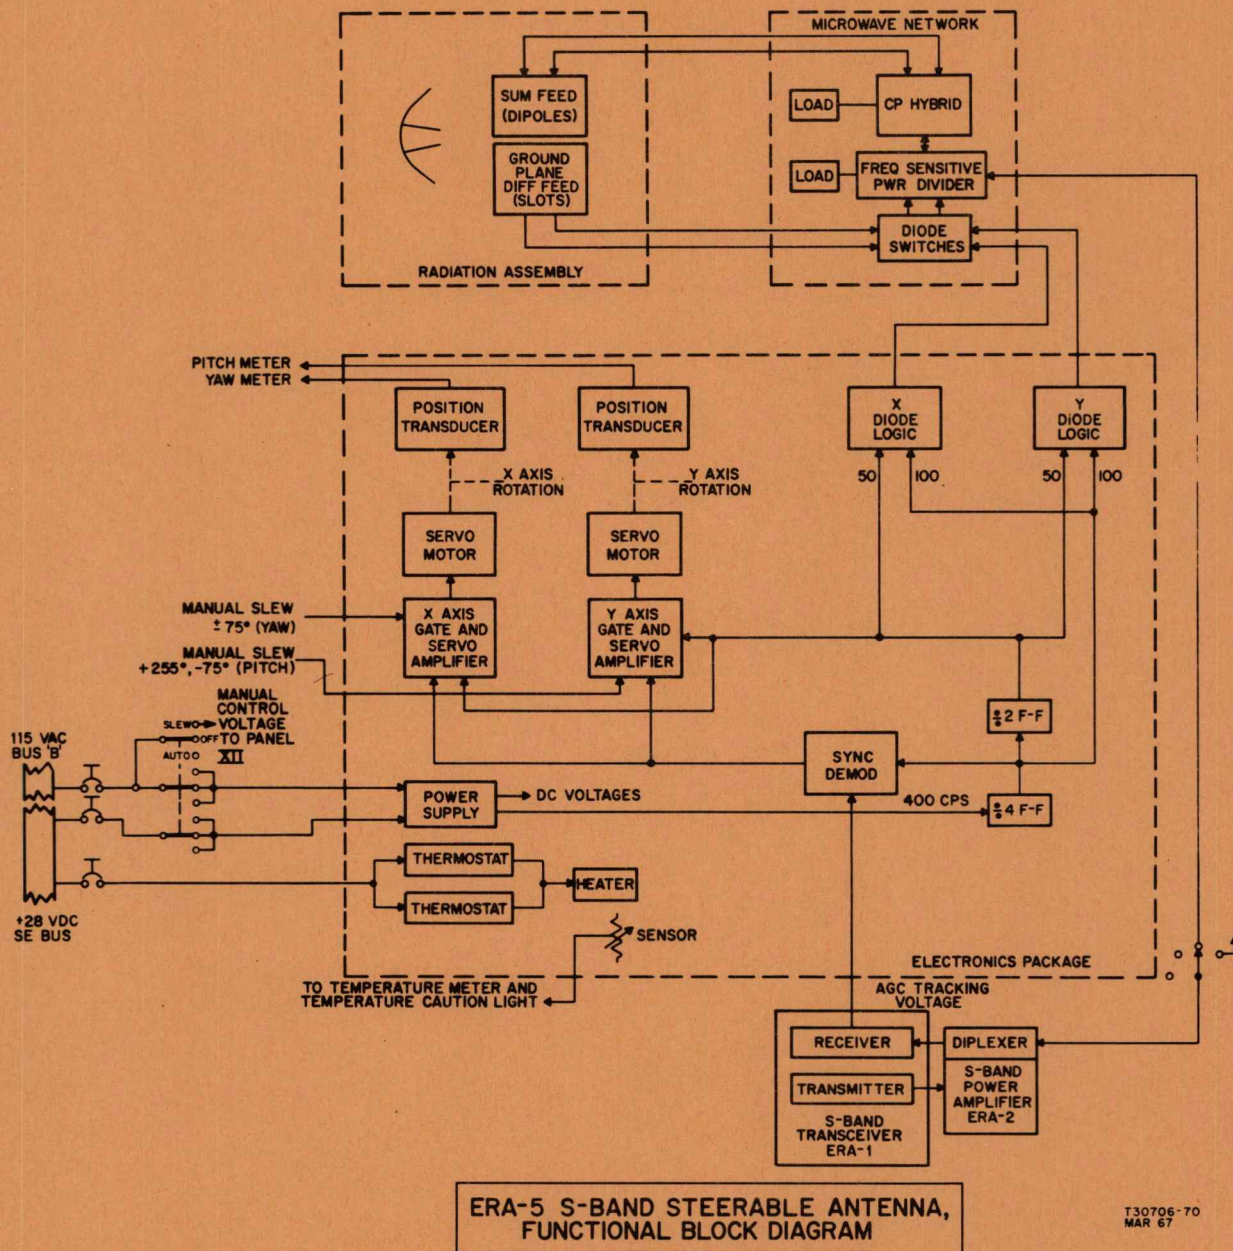 MICROWAVE NETWORK
SUM FEED
(DIPOLES)
LOAD
CP HYBRID
GROUND
PLANE
DIFF FEED
(SLOTS)
LOAD
FREQ SENSITIVE
PWR DIVIDER
DIODE
SWITCHES
RADIATION ASSEMBLY
PITCH METER
YAW METER
POSITION
TRANSDUCER
POSITION
TRANSDUCER
X
DIODE
LOGIC
Y
DIODE
LOGIC
50
100
50
100
X AXIS
ROTATION
Y AXIS
ROTATION
SERVO
MOTOR
SERVO
MOTOR
MANUAL SLEW
±75° (YAW)
X AXIS
GATE AND
SERVO
AMPLIFIER
Y AXIS
GATE AND
SERVO
AMPLIFIER
MANUAL SLEW
+255°, -75° (PITCH)
MANUAL
CONTROL
VOLTAGE
TO PANEL
XII
SLEW
OFF
AUTO
115 VAC
BUS 'B'
÷2 F-F
SYNC
DEMOD
POWER
SUPPLY
DC VOLTAGES
400 CPS
÷4 F-F
THERMOSTAT
THERMOSTAT
HEATER
+28 VDC
SE BUS
SENSOR
ELECTRONICS PACKAGE
TO TEMPERATURE METER AND
TEMPERATURE CAUTION LIGHT
AGC TRACKING
VOLTAGE
RECEIVER
DIPLEXER
TRANSMITTER
S-BAND
POWER
AMPLIFIER
ERA-2
S-BAND
TRANSCEIVER
ERA-1
ERA-5 S-BAND STEERABLE ANTENNA,
FUNCTIONAL BLOCK DIAGRAM
T30706-70
MAR 67